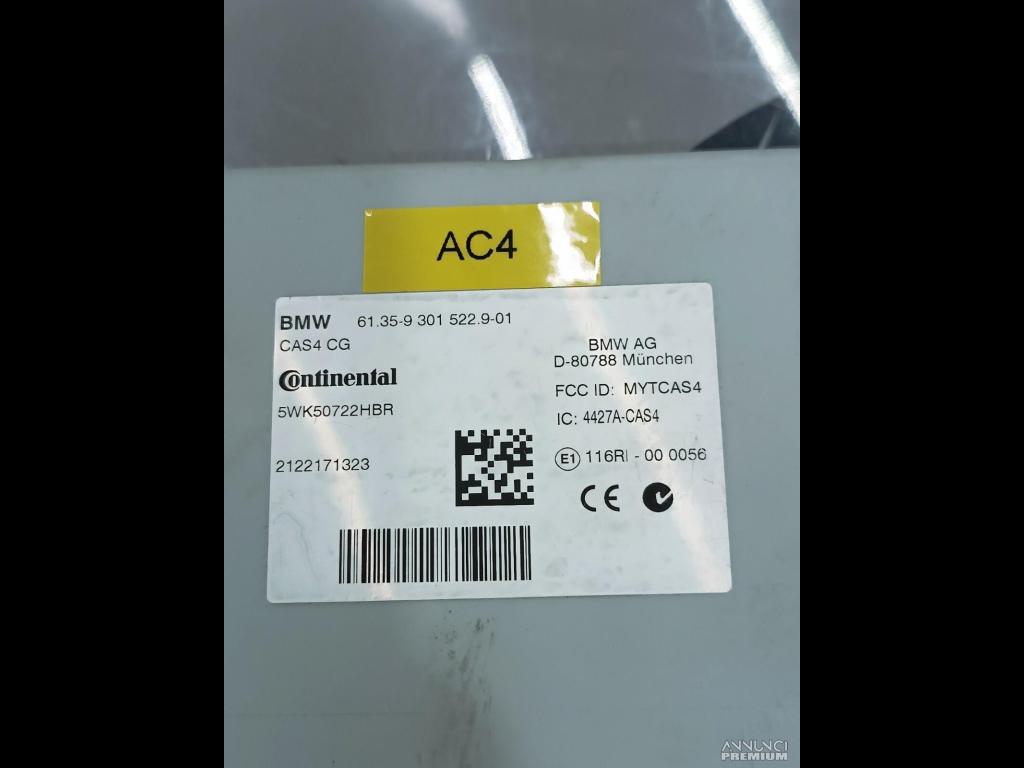 AC4
BMW 61.35-9 301 522.9-01
CAS4 CG
Continental
5WK50722HBR
2122171323
BMW AG
D-80788 München
FCC ID: MYTCAS4
IC: 4427A-CAS4
E1 116RI - 00 0056
CE
ANNUNCI
PREMIUM